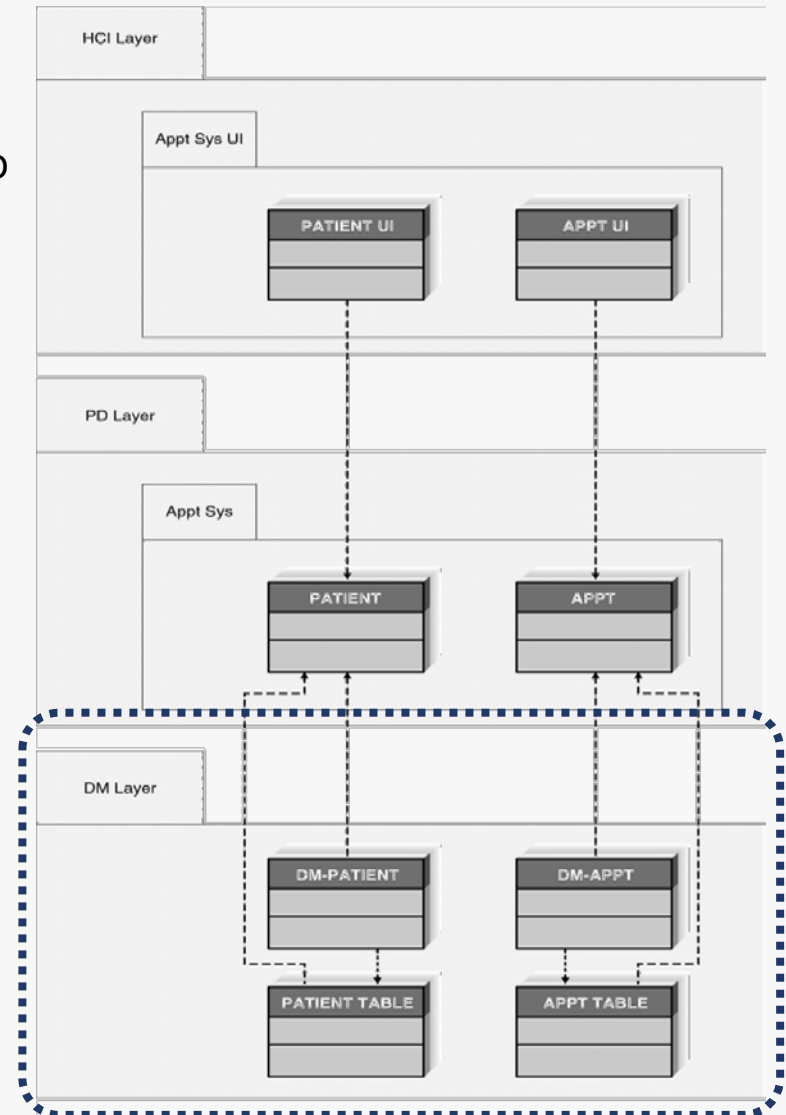 HCI Layer
Appt Sys UI
PATIENT UI
APPT UI
PD Layer
Appt Sys
PATIENT
APPT
DM Layer
DM-PATIENT
DM-APPT
PATIENT TABLE
APPT TABLE